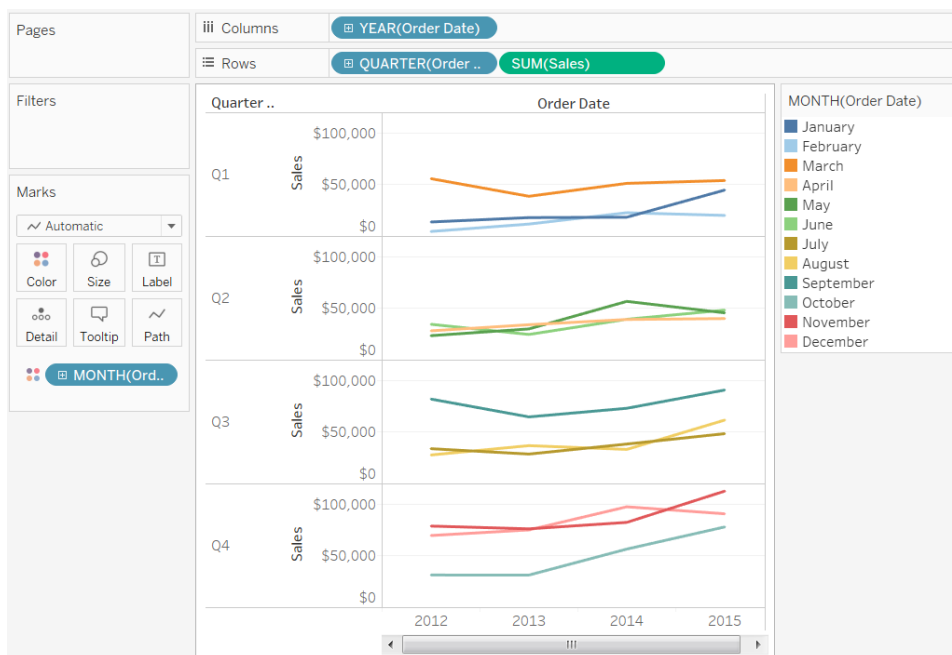 Pages
Columns
YEAR(Order Date)
Rows
QUARTER(Order ..
SUM(Sales)
Filters
Marks
Automatic
Color
Size
Label
Detail
Tooltip
Path
MONTH(Ord..
Quarter ..
Order Date
Q1
Sales
$100,000
$50,000
$0
Q2
Sales
$100,000
$50,000
$0
Q3
Sales
$100,000
$50,000
$0
Q4
Sales
$100,000
$50,000
$0
2012
2013
2014
2015
MONTH(Order Date)
January
February
March
April
May
June
July
August
September
October
November
December